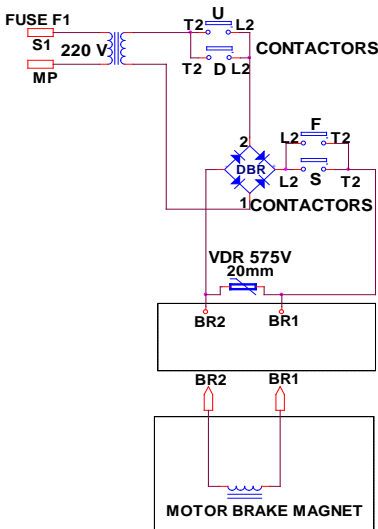 FUSE F1
S1
220 V
MP
U
T2 L2
D
T2 L2
CONTACTORS
2
DBR
1
F
L2 T2
S
L2 T2
CONTACTORS
VDR 575V
20mm
BR2 BR1
BR2 BR1
MOTOR BRAKE MAGNET